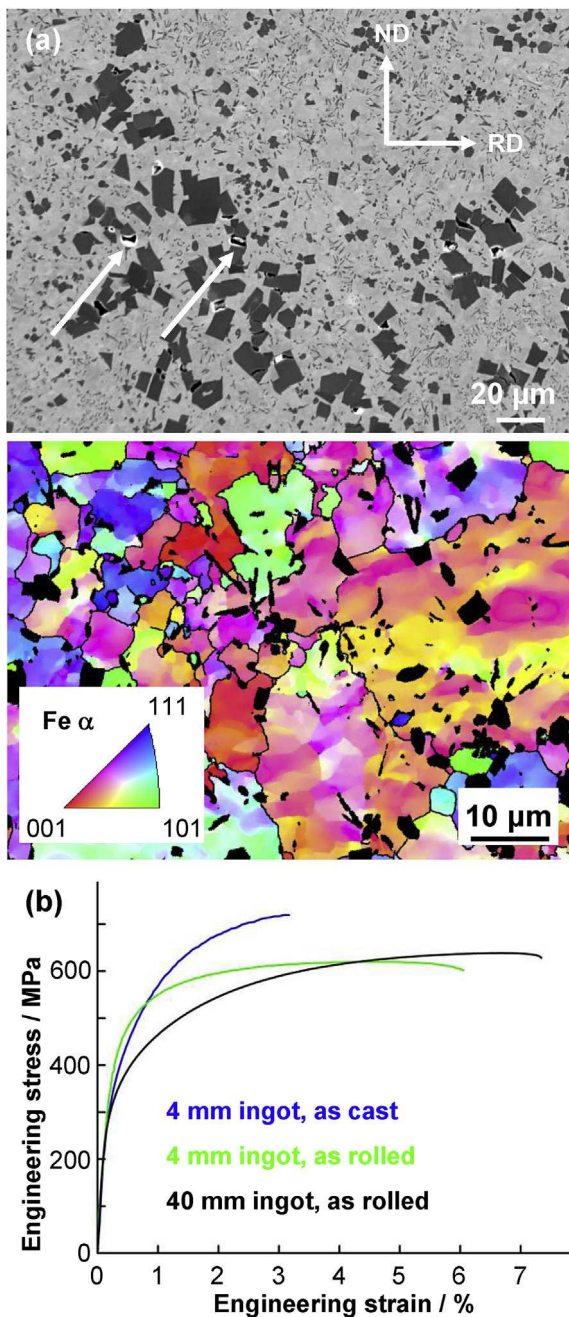 (a)
ND
RD
20 µm
Fe α
111
001
101
10 µm
(b)
Engineering stress / MPa
600
400
200
0
4 mm ingot, as cast
4 mm ingot, as rolled
40 mm ingot, as rolled
0 1 2 3 4 5 6 7
Engineering strain / %